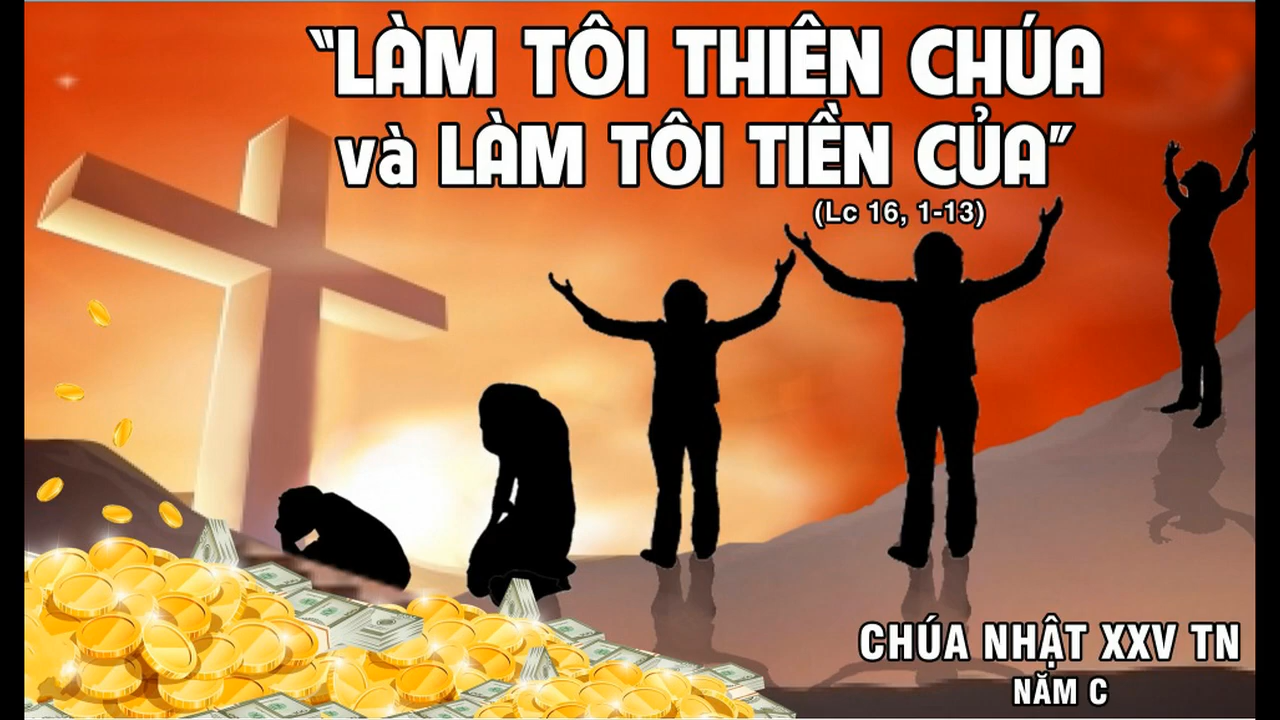 “LÀM TÔI THIÊN CHÚA
và LÀM TÔI TIỀN CỦA”
(Lc 16, 1-13)
CHÚA NHẬT XXV TN
NĂM C